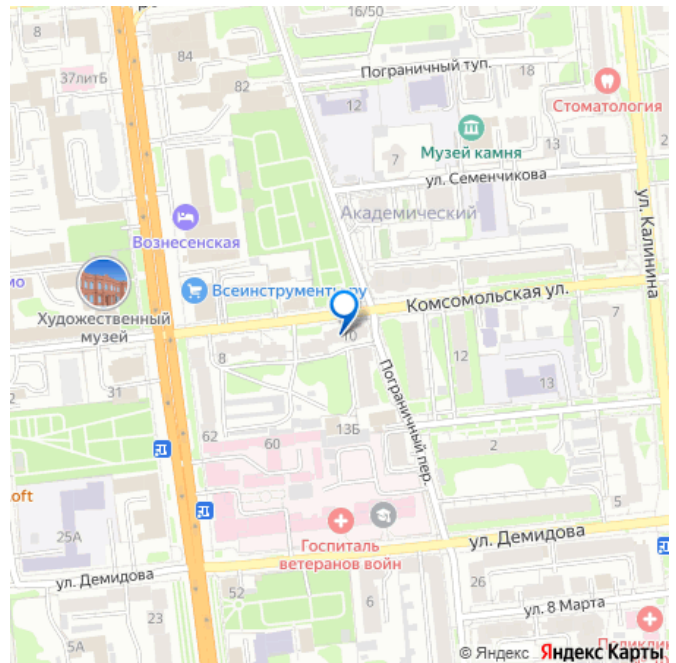 8
16/50
84
37литБ
82
Пограничный туп.
18
12
Стоматология
7
Музей камня
13
ул. Семенчикова
Академический
Вознесенская
ул. Калинина
Всеинструменты.ру
Комсомольская ул.
Художественный
музей
10
7
8
12
31
13
Пограничный пер.
62
60
13Б
2
5
25А
Госпиталь
ветеранов войн
ул. Демидова
ул. Демидова
52
26
6
23
ул. 8 Марта
© Яндекс Яндекс Карты